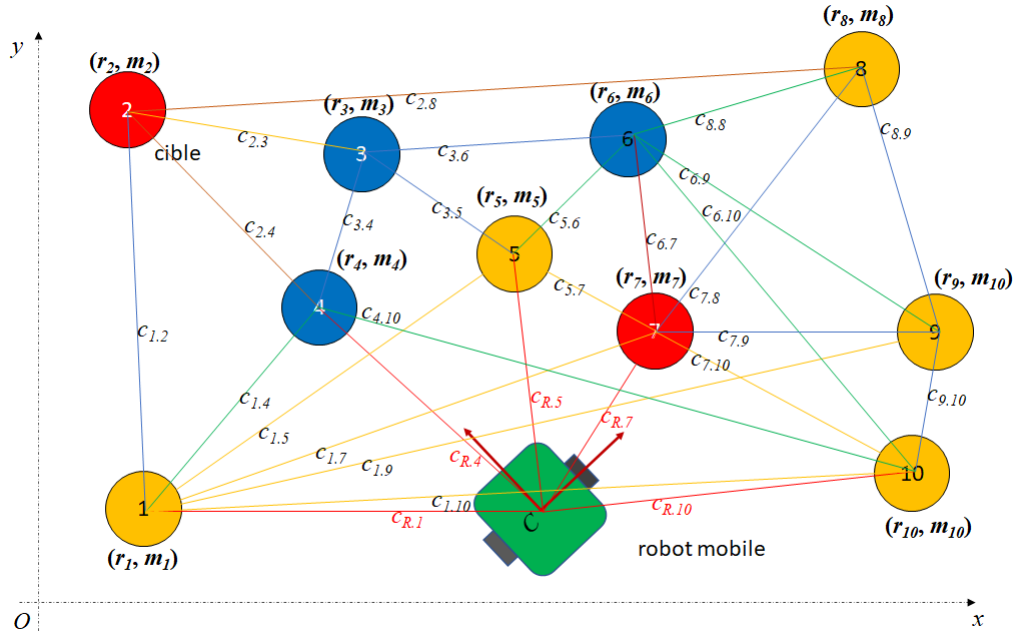 y
(r8, m8)
8
(r2, m2)
2
cible
c2.8
(r3, m3)
3
(r6, m6)
6
c8.8
c8.9
c2.3
c3.6
c6.9
c6.10
c3.5
(r5, m5)
5
c5.6
c3.4
c2.4
c6.7
(r4, m4)
4
c4.10
c5.7
(r7, m7)
7
c7.8
c7.9
c7.10
(r9, m10)
9
c1.2
c9.10
c1.4
c1.5
c1.7
c1.9
cR.5
cR.7
cR.4
1
c1.10
cR.1
C
cR.10
10
(r1, m1)
(r10, m10)
robot mobile
O
x